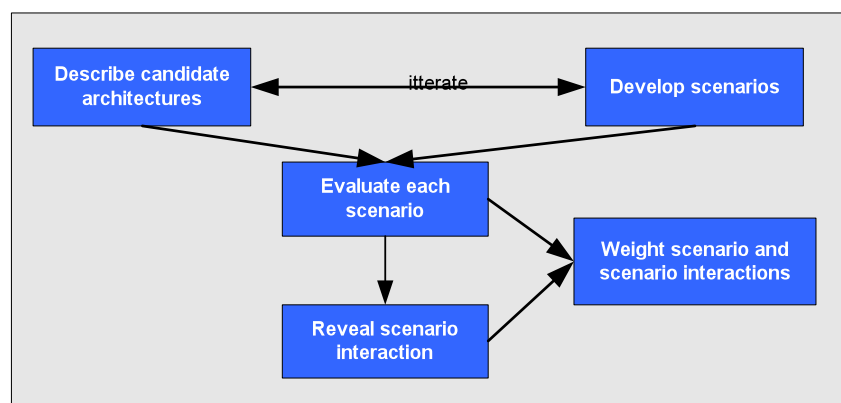 Describe candidate
architectures
itterate
Develop scenarios
Evaluate each
scenario
Weight scenario and
scenario interactions
Reveal scenario
interaction